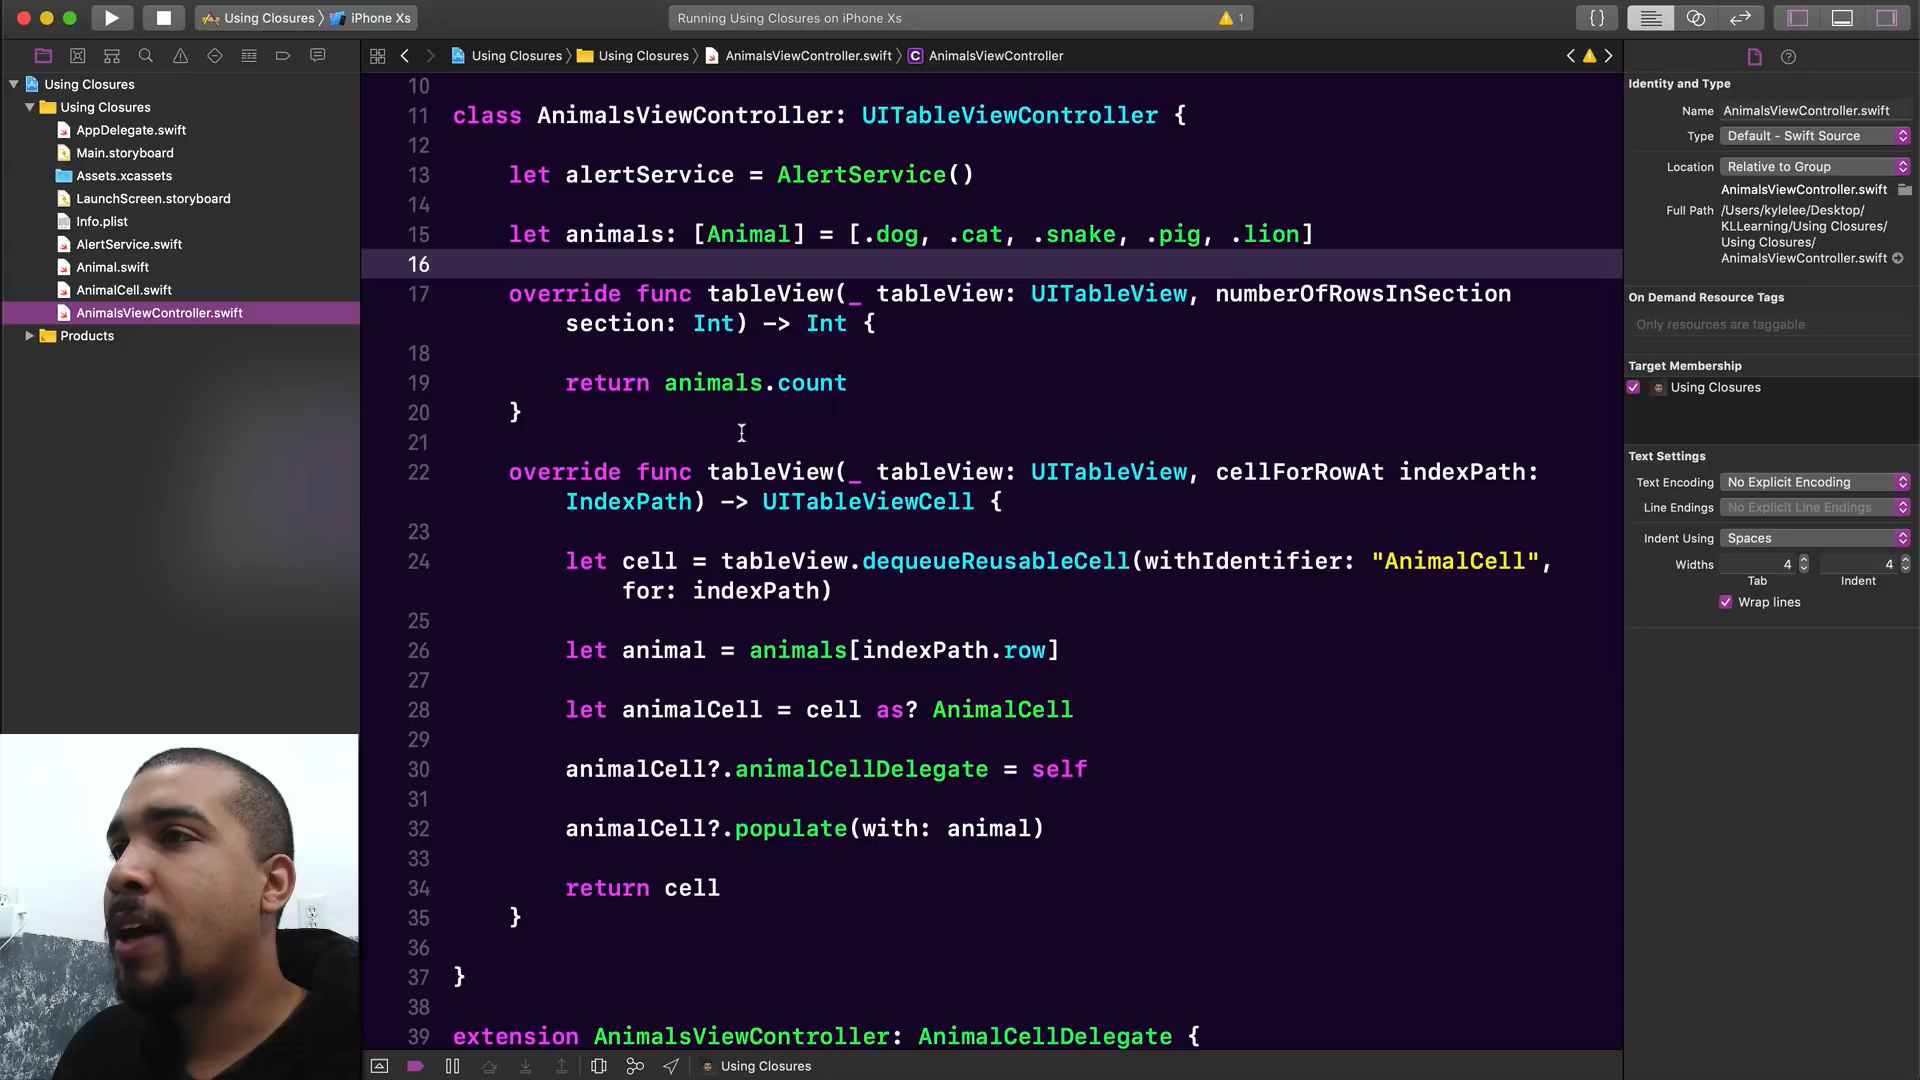 Using Closures
iPhone Xs
Running Using Closures on iPhone Xs
1
{}
Using Closures
Using Closures
AnimalsViewController.swift
C AnimalsViewController
Using Closures
Using Closures
AppDelegate.swift
Main.storyboard
Assets.xcassets
LaunchScreen.storyboard
Info.plist
AlertService.swift
Animal.swift
AnimalCell.swift
AnimalsViewController.swift
Products
10
11 class AnimalsViewController: UITableViewController {
12
13 let alertService = AlertService()
14
15 let animals: [Animal] = [.dog, .cat, .snake, .pig, .lion]
16
17 override func tableView(_ tableView: UITableView, numberOfRowsInSection
section: Int) -> Int {
18
19 return animals.count
20 }
21
22 override func tableView(_ tableView: UITableView, cellForRowAt indexPath:
IndexPath) -> UITableViewCell {
23
24 let cell = tableView.dequeueReusableCell(withIdentifier: "AnimalCell",
for: indexPath)
25
26 let animal = animals[indexPath.row]
27
28 let animalCell = cell as? AnimalCell
29
30 animalCell?.animalCellDelegate = self
31
32 animalCell?.populate(with: animal)
33
34 return cell
35 }
36
37 }
38
39 extension AnimalsViewController: AnimalCellDelegate {
Using Closures
Identity and Type
Name AnimalsViewController.swift
Type Default - Swift Source
Location Relative to Group
AnimalsViewController.swift
Full Path /Users/kylelee/Desktop/
KLLearning/Using Closures/
Using Closures/
AnimalsViewController.swift
On Demand Resource Tags
Only resources are taggable
Target Membership
Using Closures
Text Settings
Text Encoding No Explicit Encoding
Line Endings No Explicit Line Endings
Indent Using Spaces
Widths 4 4
Tab Indent
Wrap lines